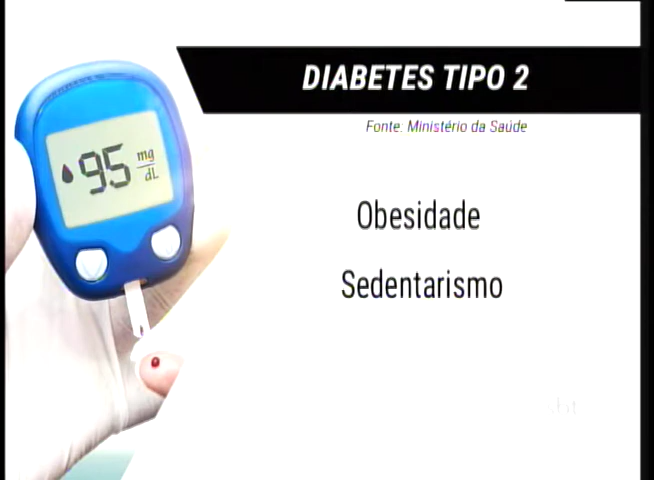 DIABETES TIPO 2
Fonte: Ministério da Saúde
95 mg
dL
Obesidade
Sedentarismo